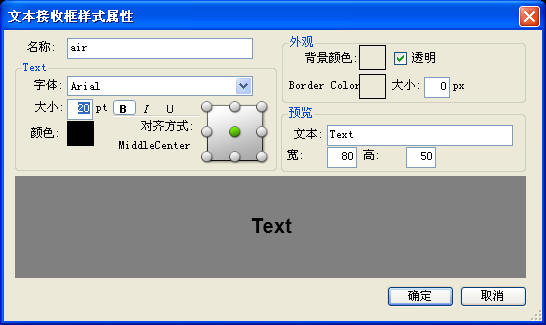 文本接收框样式属性
名称: air
Text
字体: Arial
大小: 20 pt B I U
颜色:
对齐方式:
MiddleCenter
外观
背景颜色: 透明
Border Color 大小: 0 px
预览
文本: Text
宽: 80 高: 50
Text
确定 取消